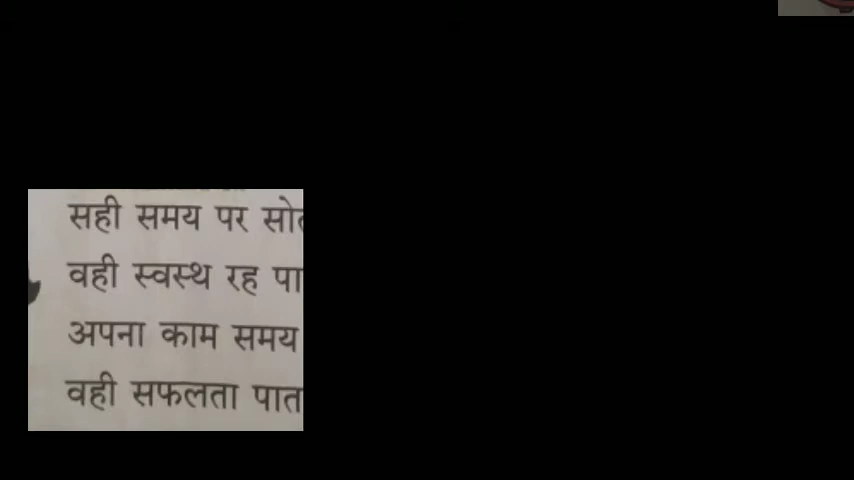 सही समय पर
वही स्वस्थ रह
अपना काम समय
वही सफलता